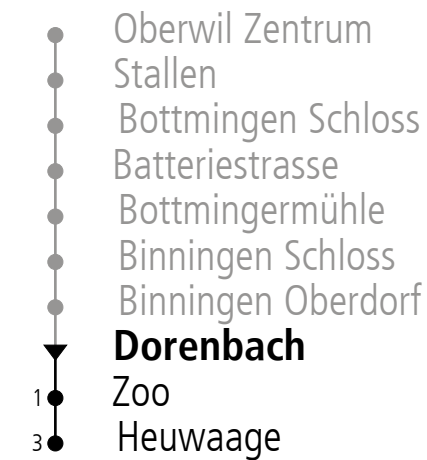 Oberwil Zentrum
Stallen
Bottmingen Schloss
Batteriestrasse
Bottmingermühle
Binningen Schloss
Binningen Oberdorf
Dorenbach
1 Zoo
3 Heuwaage